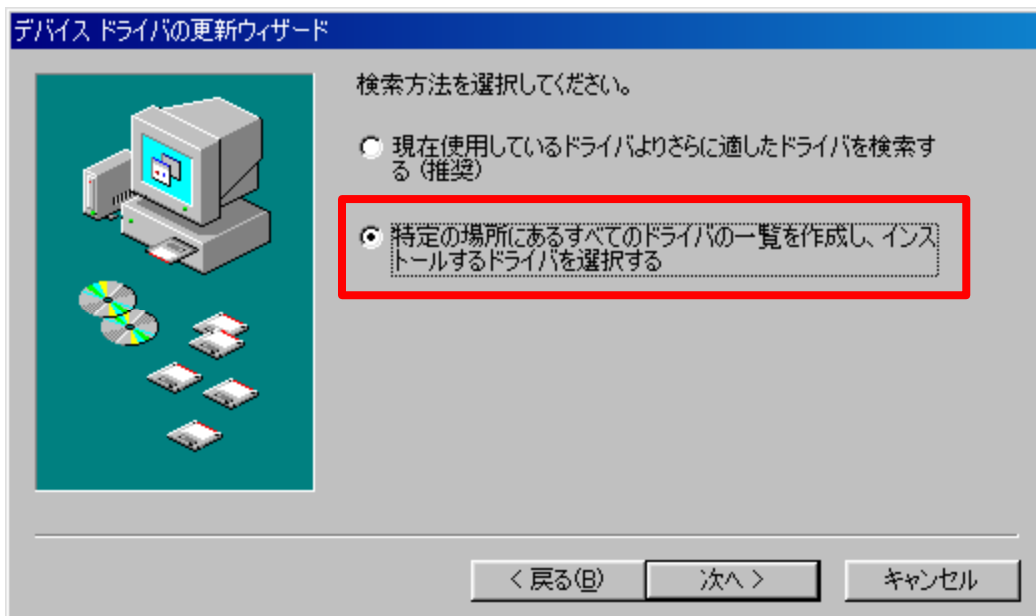 デバイス ドライバの更新ウィザード
検索方法を選択してください。
現在使用しているドライバよりさらに適したドライバを検索す
る (推奨)
特定の場所にあるすべてのドライバの一覧を作成し、インス
トールするドライバを選択する
< 戻る(B)
次へ >
キャンセル